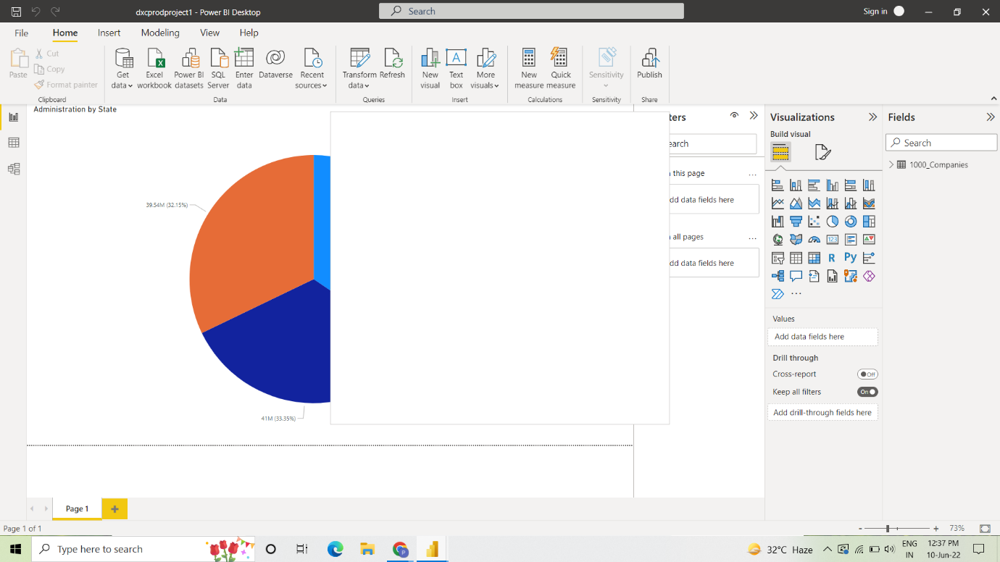 dxcprodproject1 - Power BI Desktop
Search
Sign in
File Home Insert Modeling View Help
Paste
Cut
Copy
Format painter
Clipboard
Get data
Excel workbook
Power BI datasets
SQL Server
Enter data
Dataverse
Recent sources
Data
Transform data
Refresh
Queries
New visual
Text box
More visuals
Insert
New measure
Quick measure
Calculations
Sensitivity
Sensitivity
Publish
Share
Administration by State
39.54M (32.15%)
41M (33.35%)
ters
earch
this page
...
dd data fields here
all pages
...
dd data fields here
Visualizations
Build visual
123
R
Py
...
Values
Add data fields here
Drill through
Cross-report
Off
Keep all filters
On
Add drill-through fields here
Fields
Search
1000_Companies
Page 1
Page 1 of 1
- + 73%
Type here to search
32°C Haze
ENG
IN
12:37 PM
10-Jun-22